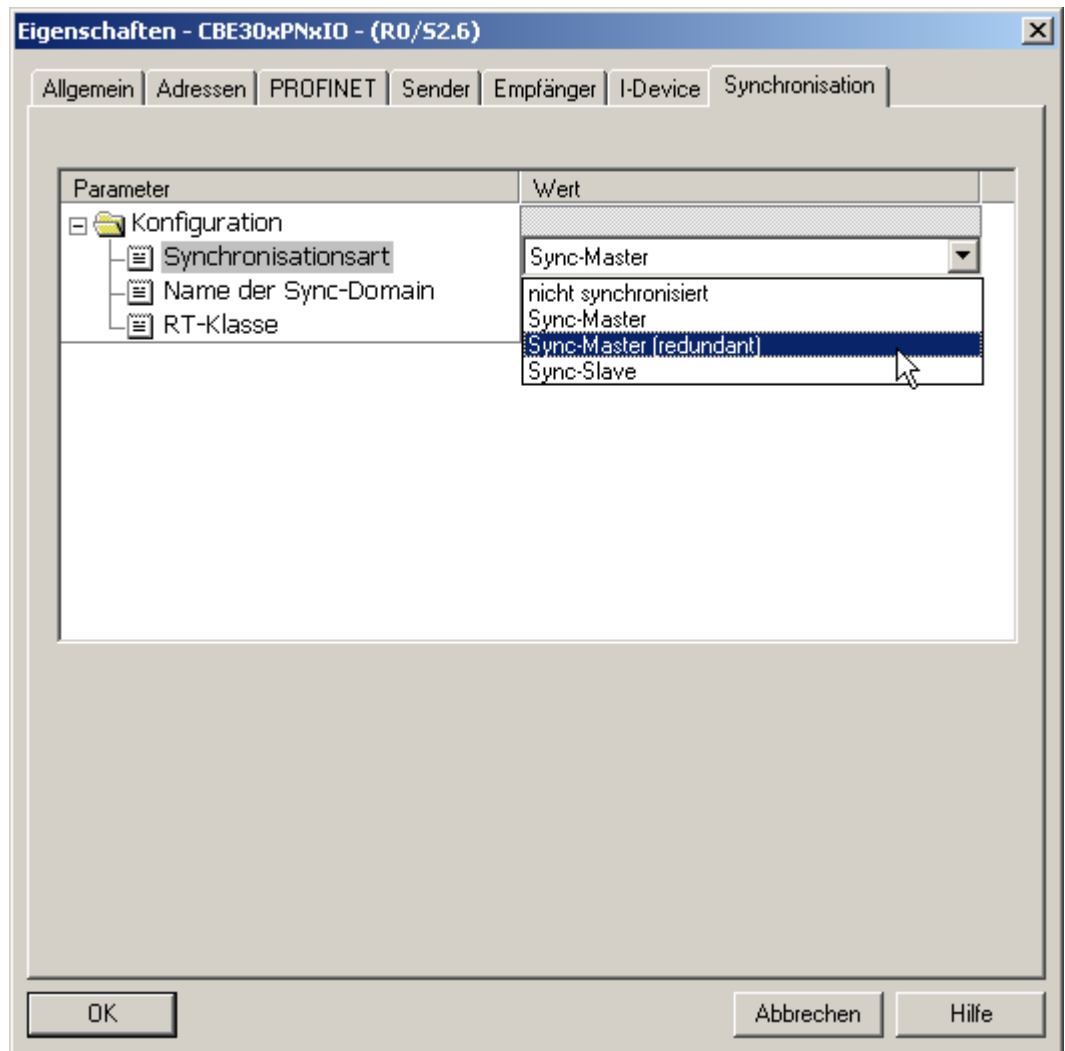 Eigenschaften - CBE30xPNxIO - (R0/S2.6)
Allgemein Adressen PROFINET Sender Empfänger I-Device Synchronisation
Parameter Wert
Konfiguration
Synchronisationsart Sync-Master
Name der Sync-Domain nicht synchronisiert
RT-Klasse Sync-Master
Sync-Master (redundant)
Sync-Slave
OK Abbrechen Hilfe